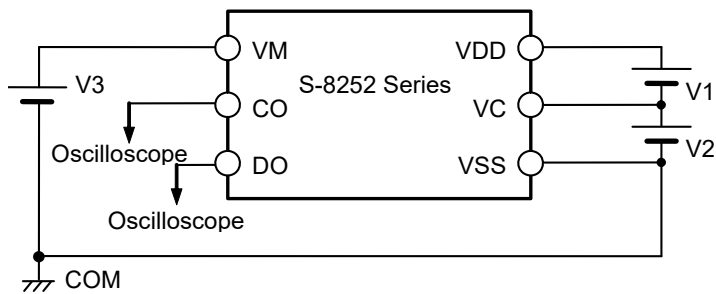 VM
VDD
V3
S-8252 Series
V1
CO
VC
Oscilloscope
V2
DO
VSS
Oscilloscope
COM